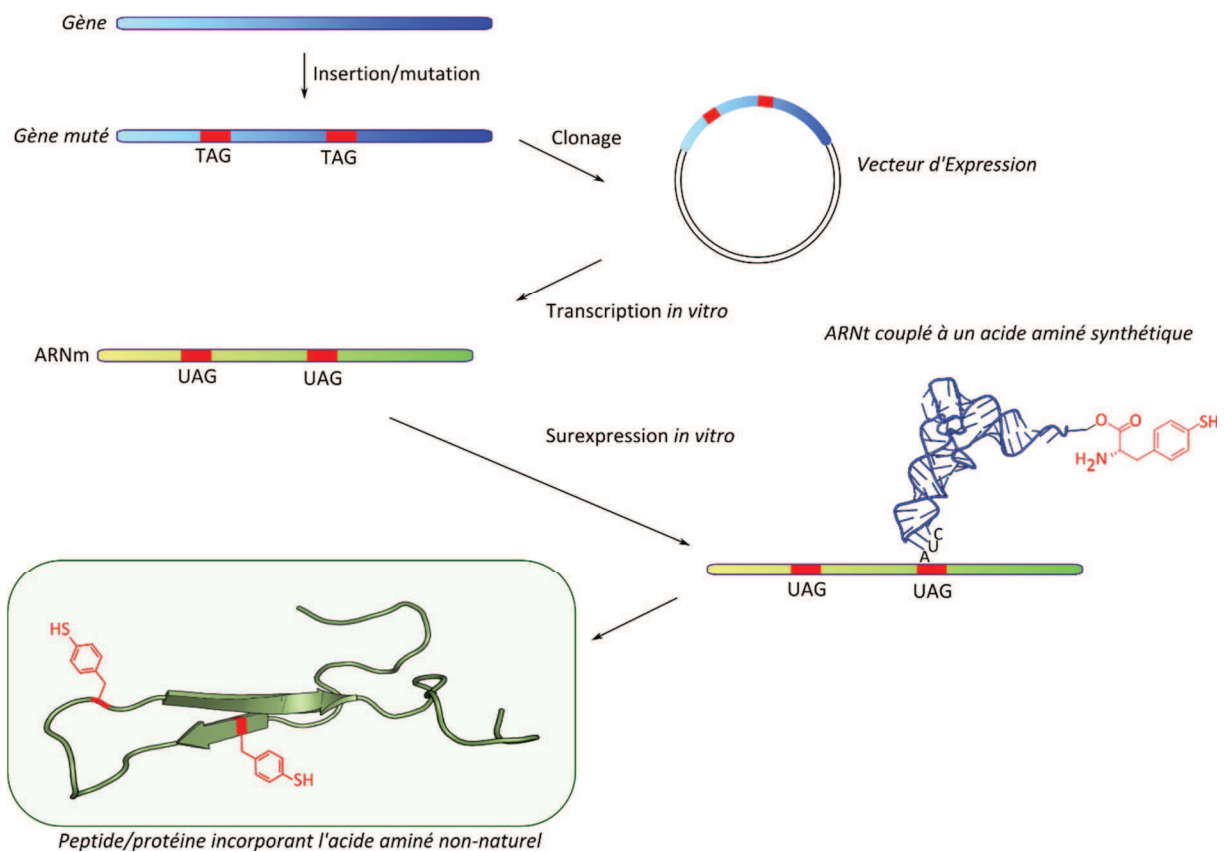 Gène
Insertion/mutation
Gène muté
TAG
TAG
Clonage
Vecteur d'Expression
Transcription in vitro
ARNm
UAG
UAG
ARNt couplé à un acide aminé synthétique
O
O
SH
H₂N
Surexpression in vitro
C
U
A
UAG
UAG
HS
SH
Peptide/protéine incorporant l'acide aminé non-naturel